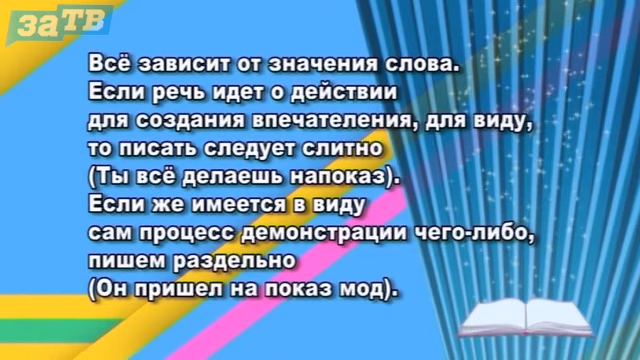 заТВ
Всё зависит от значения слова.
Если речь идет о действии
для создания впечателения, для виду,
то писать следует слитно
(Ты всё делаешь напоказ).
Если же имеется в виду
сам процесс демонстрации чего-либо,
пишем раздельно
(Он пришел на показ мод).